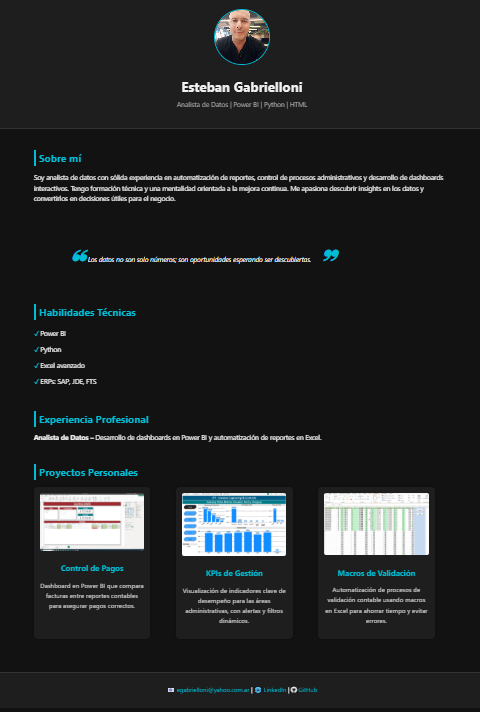 Esteban Gabrielloni
Analista de Datos | Power BI | Python | HTML
Sobre mí
Soy analista de datos con sólida experiencia en automatización de reportes, control de procesos administrativos y desarrollo de dashboards
interactivos. Tengo formación técnica y una mentalidad orientada a la mejora continua. Me apasiona descubrir insights en los datos y
convertirlos en decisiones útiles para el negocio.
❝ Los datos no son solo números; son oportunidades esperando ser descubiertas. ❞
Habilidades Técnicas
✓ Power BI
✓ Python
✓ Excel avanzado
✓ ERPs: SAP, JDE, FTS
Experiencia Profesional
Analista de Datos – Desarrollo de dashboards en Power BI y automatización de reportes en Excel.
Proyectos Personales
Control de Pagos
Dashboard en Power BI que compara
facturas entre reportes contables
para asegurar pagos correctos.
KPIs de Gestión
Visualización de indicadores clave de
desempeño para las áreas
administrativas, con alertas y filtros
dinámicos.
Macros de Validación
Automatización de procesos de
validación contable usando macros
en Excel para ahorrar tiempo y evitar
errores.
egabrielloni@yahoo.com.ar | LinkedIn | GitHub